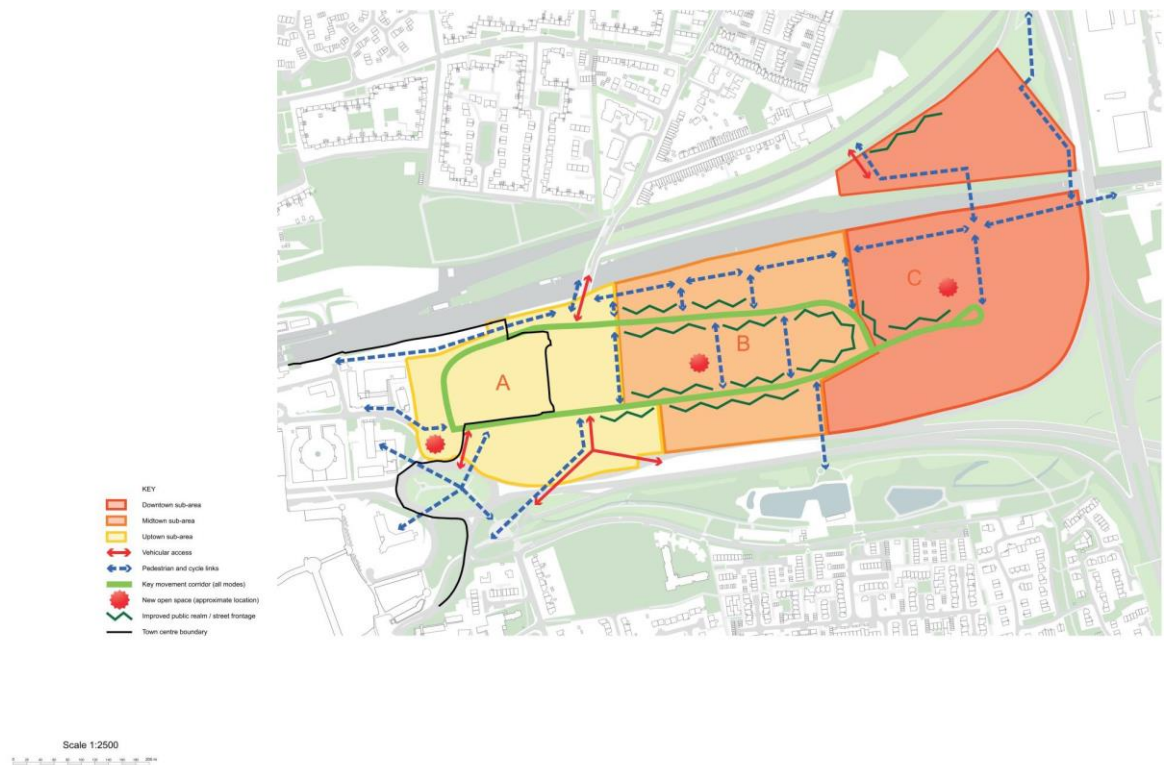 C
B
A
KEY
Downtown sub-area
Midtown sub-area
Uptown sub-area
Vehicular access
Pedestrian and cycle links
Key movement corridor (all modes)
New open space (approximate location)
Improved public realm / street frontage
Town centre boundary
Scale 1:2500